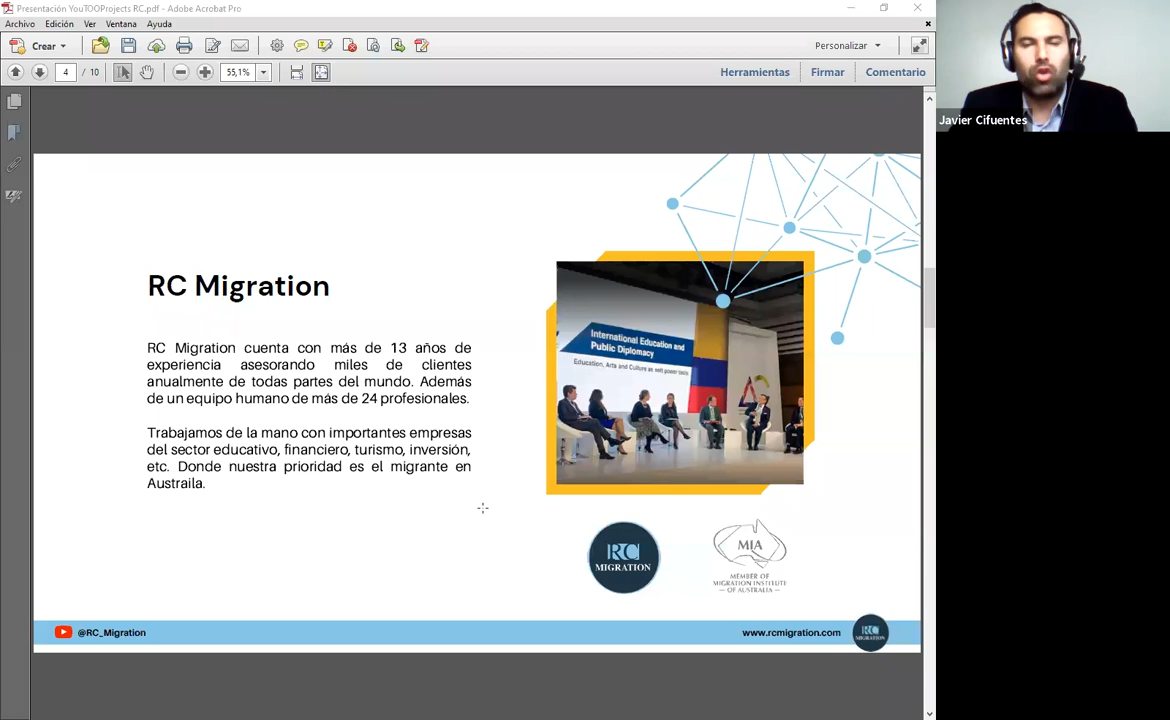 Presentación YouTOOProjects RC.pdf - Adobe Acrobat Pro
Archivo Edición Ver Ventana Ayuda
Crear
Personalizar
4 / 10
55,1%
Herramientas Firmar Comentario
Javier Cifuentes
RC Migration
RC Migration cuenta con más de 13 años de
experiencia asesorando miles de clientes
anualmente de todas partes del mundo. Además
de un equipo humano de más de 24 profesionales.
Trabajamos de la mano con importantes empresas
del sector educativo, financiero, turismo, inversión,
etc. Donde nuestra prioridad es el migrante en
Austraila.
International Education and
Public Diplomacy
Education, Arts and Culture as soft power tools
RC
MIGRATION
MIA
MEMBER OF
MIGRATION INSTITUTE
— OF AUSTRALIA —
@RC_Migration
www.rcmigration.com
RC
MIGRATION